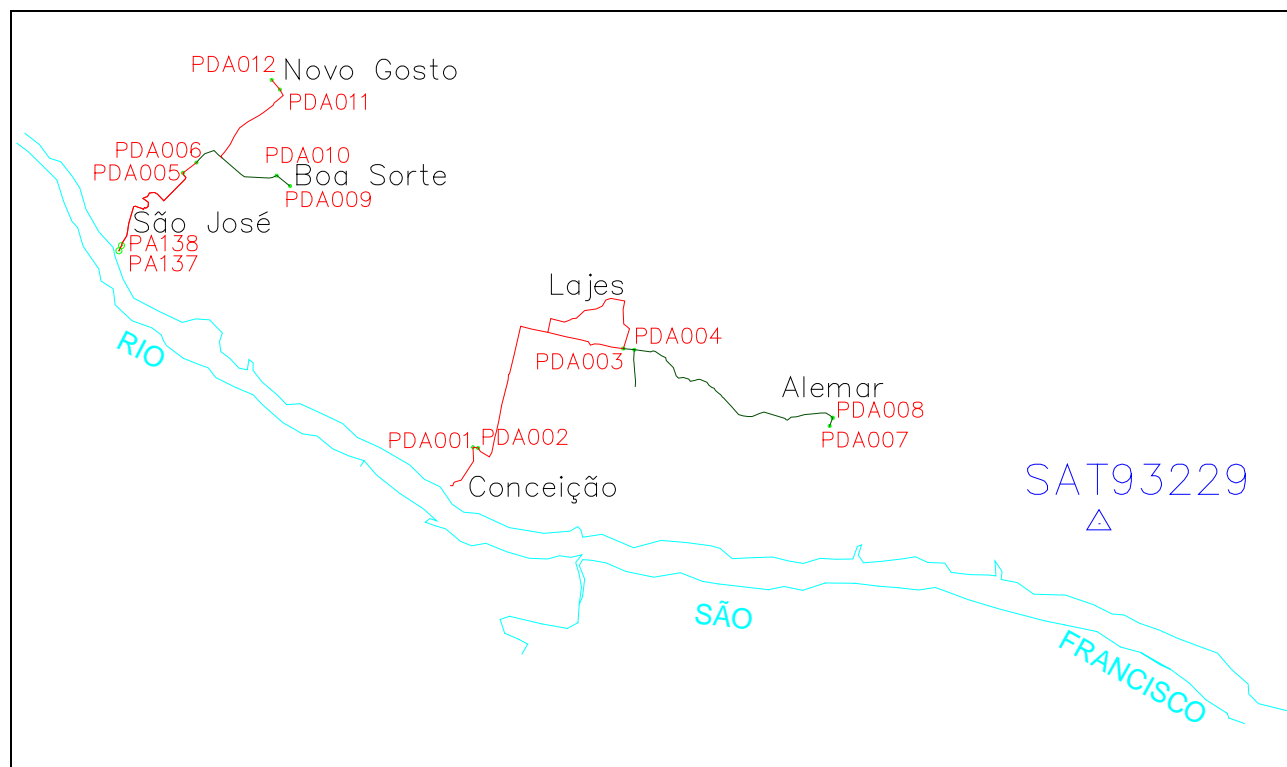 PDA012
Novo Gosto
PDA011
PDA006
PDA010
PDA005
Boa Sorte
PDA009
São José
PA138
PA137
Lajes
RIO
PDA004
PDA003
Alemar
PDA008
PDA007
PDA001
PDA002
Conceição
SAT93229
SÃO
FRANCISCO